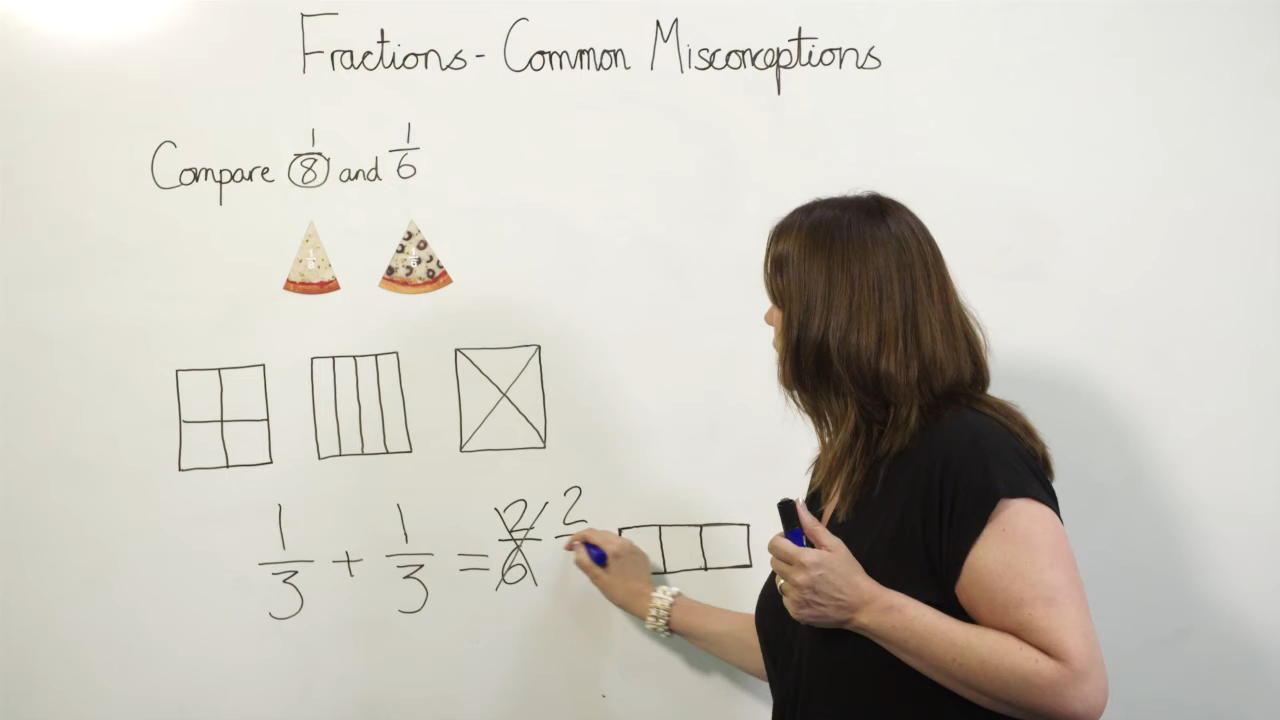 Fractions - Common Misconceptions
Compare 1/8 and 1/6
1/3 + 1/3 = 2/6 2